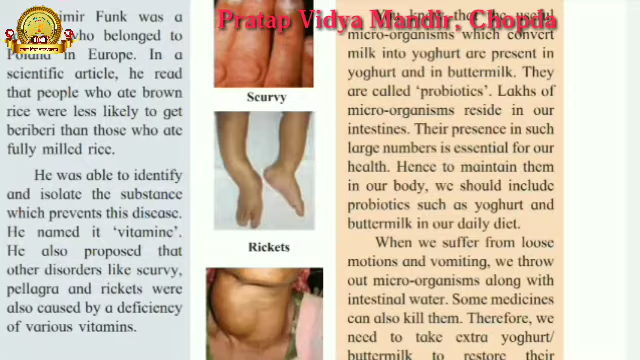 Pratap Vidya Mandir, Chopda
imir Funk was a
who belonged to
Poland in Europe. In a
scientific article, he read
that people who ate brown
rice were less likely to get
beriberi than those who ate
fully milled rice.
He was able to identify
and isolate the substance
which prevents this disease.
He named it ‘vitamine’.
He also proposed that
other disorders like scurvy,
pellagra and rickets were
also caused by a deficiency
of various vitamins.
Scurvy
Rickets
You know that the useful
micro-organisms which convert
milk into yoghurt are present in
yoghurt and in buttermilk. They
are called ‘probiotics’. Lakhs of
micro-organisms reside in our
intestines. Their presence in such
large numbers is essential for our
health. Hence to maintain them
in our body, we should include
probiotics such as yoghurt and
buttermilk in our daily diet.
When we suffer from loose
motions and vomiting, we throw
out micro-organisms along with
intestinal water. Some medicines
can also kill them. Therefore, we
need to take extra yoghurt/
buttermilk to restore their